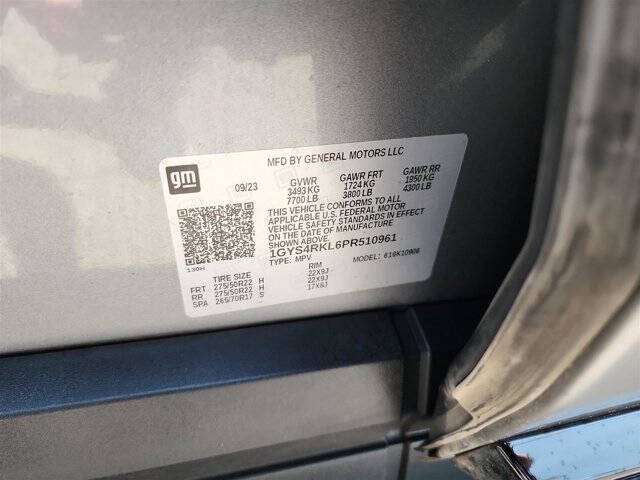 MFD BY GENERAL MOTORS LLC
gm
09/23
GVWR GAWR FRT GAWR RR
3493 KG 1724 KG 1950 KG
7700 LB 3800 LB 4300 LB
THIS VEHICLE CONFORMS TO ALL
APPLICABLE U.S. FEDERAL MOTOR
VEHICLE SAFETY STANDARDS IN EFFECT
ON THE DATE OF MANUFACTURE SHOWN ABOVE.
1GYS4RKL6PR510961
TYPE: MPV MODEL: 616K10906
130H
TIRE SIZE RIM
FRT 275/50R22 H 22X9J
RR 275/50R22 H 22X9J
SPA 265/70R17 S 17X8J